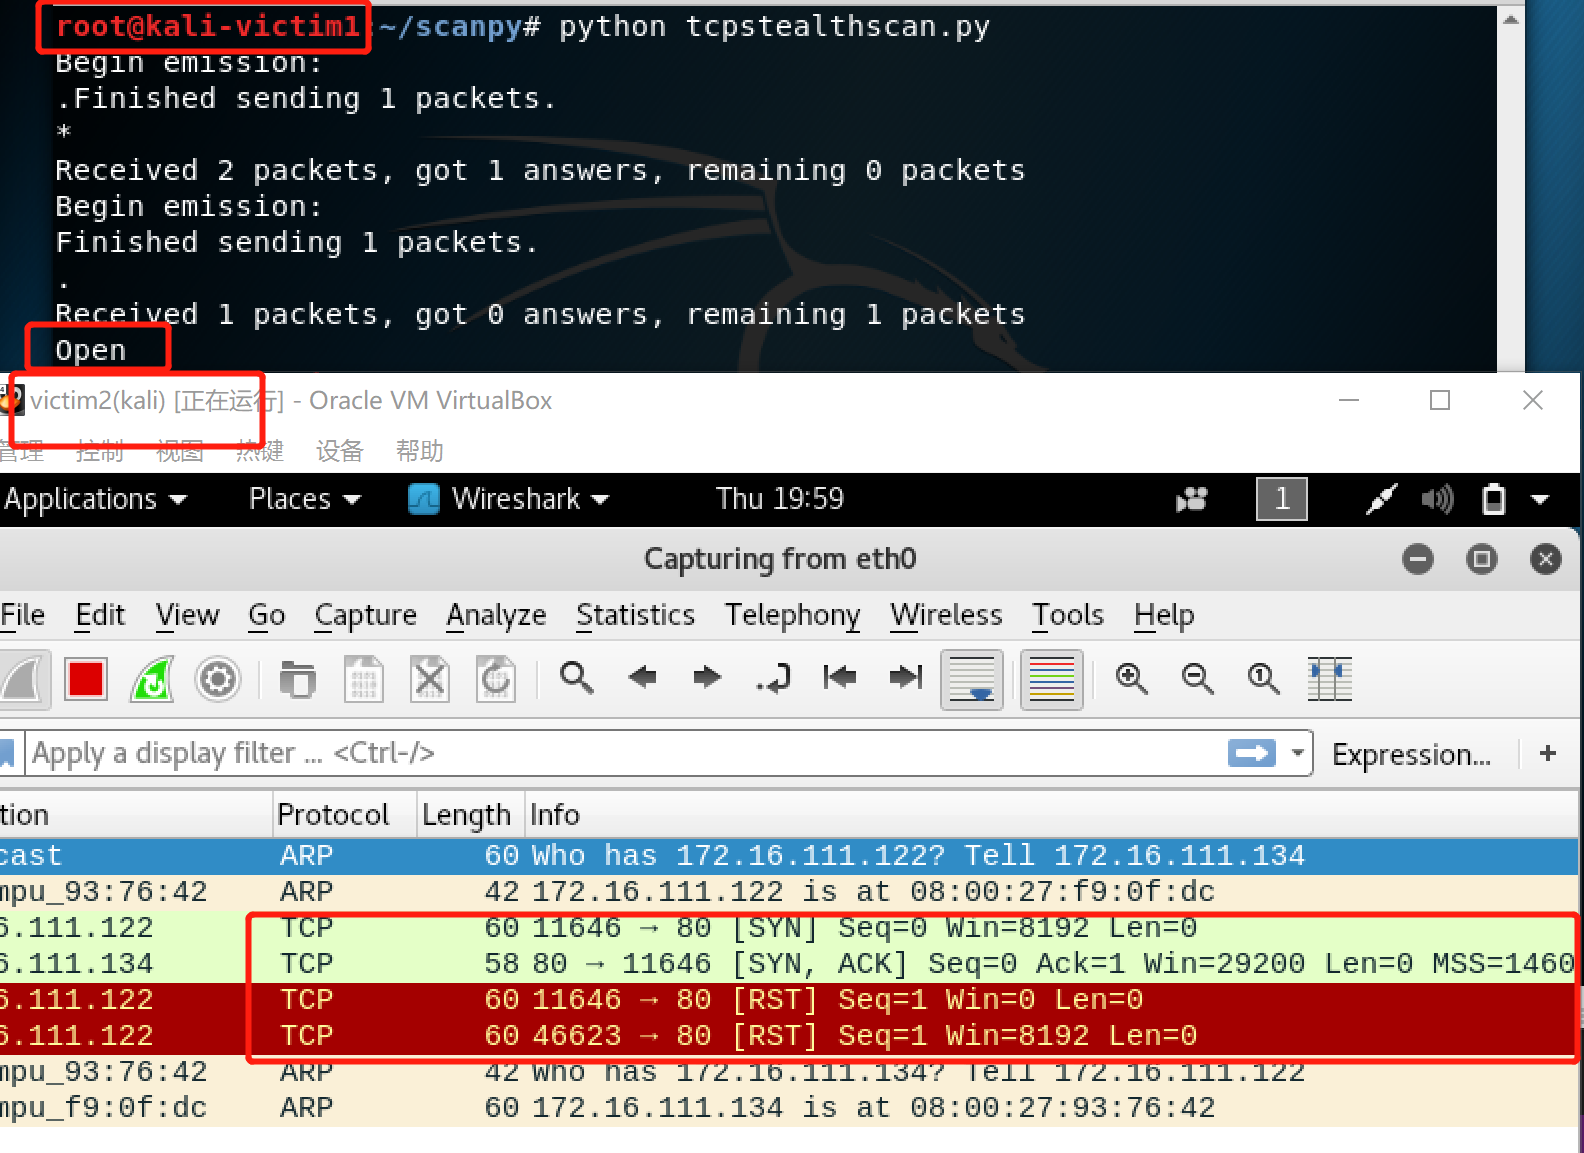 root@kali-victim1:~/scanpy# python tcpstealthscan.py
Begin emission:
.Finished sending 1 packets.
*
Received 2 packets, got 1 answers, remaining 0 packets
Begin emission:
Finished sending 1 packets.
.
Received 1 packets, got 0 answers, remaining 1 packets
Open
victim2(kali) [正在运行] - Oracle VM VirtualBox
管理 控制 视图 热键 设备 帮助
Applications Places Wireshark Thu 19:59 1
Capturing from eth0
File Edit View Go Capture Analyze Statistics Telephony Wireless Tools Help
Apply a display filter ... <Ctrl-/> Expression... +
tion Protocol Length Info
cast ARP 60 Who has 172.16.111.122? Tell 172.16.111.134
mpu_93:76:42 ARP 42 172.16.111.122 is at 08:00:27:f9:0f:dc
6.111.122 TCP 60 11646 → 80 [SYN] Seq=0 Win=8192 Len=0
6.111.134 TCP 58 80 → 11646 [SYN, ACK] Seq=0 Ack=1 Win=29200 Len=0 MSS=1460
6.111.122 TCP 60 11646 → 80 [RST] Seq=1 Win=0 Len=0
6.111.122 TCP 60 46623 → 80 [RST] Seq=1 Win=8192 Len=0
mpu_93:76:42 ARP 42 Who has 172.16.111.134? Tell 172.16.111.122
mpu_f9:0f:dc ARP 60 172.16.111.134 is at 08:00:27:93:76:42